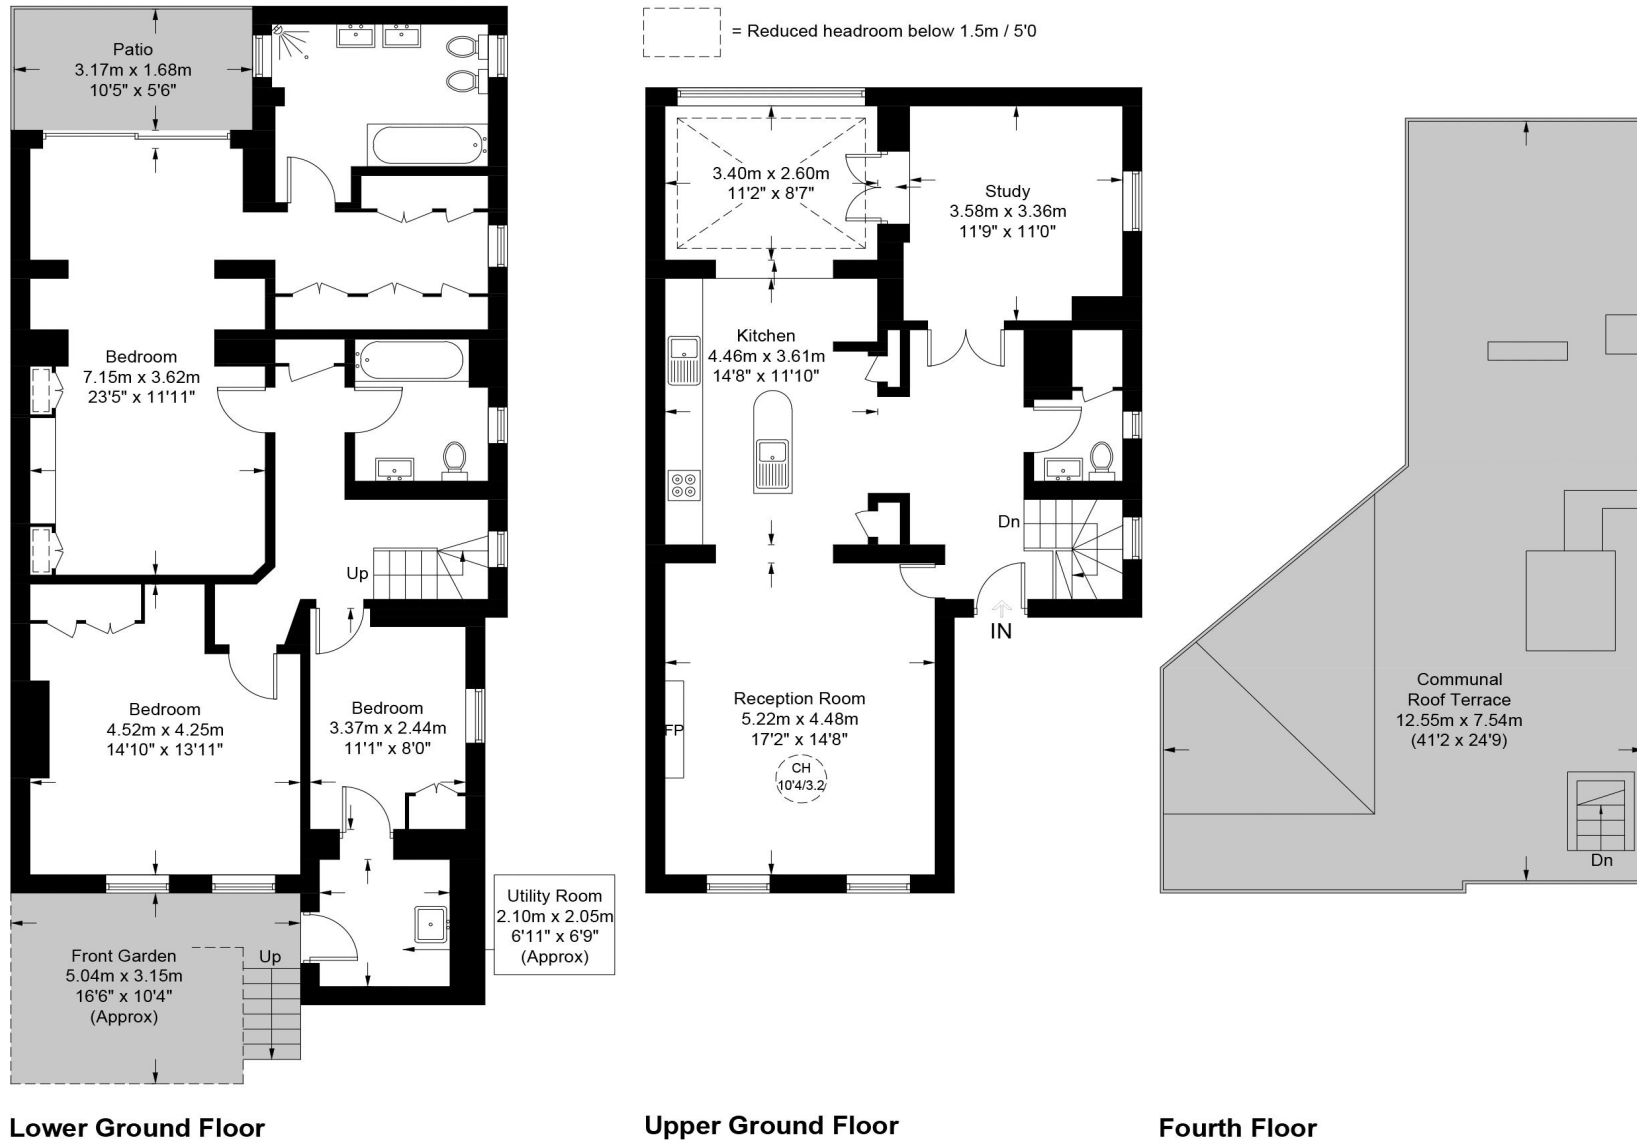 Patio
3.17m x 1.68m
10'5" x 5'6"
Bedroom
7.15m x 3.62m
23'5" x 11'11"
Up
Bedroom
4.52m x 4.25m
14'10" x 13'11"
Bedroom
3.37m x 2.44m
11'1" x 8'0"
Utility Room
2.10m x 2.05m
6'11" x 6'9"
(Approx)
Front Garden
5.04m x 3.15m
16'6" x 10'4"
(Approx)
Up
Lower Ground Floor
= Reduced headroom below 1.5m / 5'0
3.40m x 2.60m
11'2" x 8'7"
Study
3.58m x 3.36m
11'9" x 11'0"
Kitchen
4.46m x 3.61m
14'8" x 11'10"
Dn
IN
Reception Room
5.22m x 4.48m
17'2" x 14'8"
FP
CH
10'4/3.2
Upper Ground Floor
Communal
Roof Terrace
12.55m x 7.54m
(41'2 x 24'9)
Dn
Fourth Floor